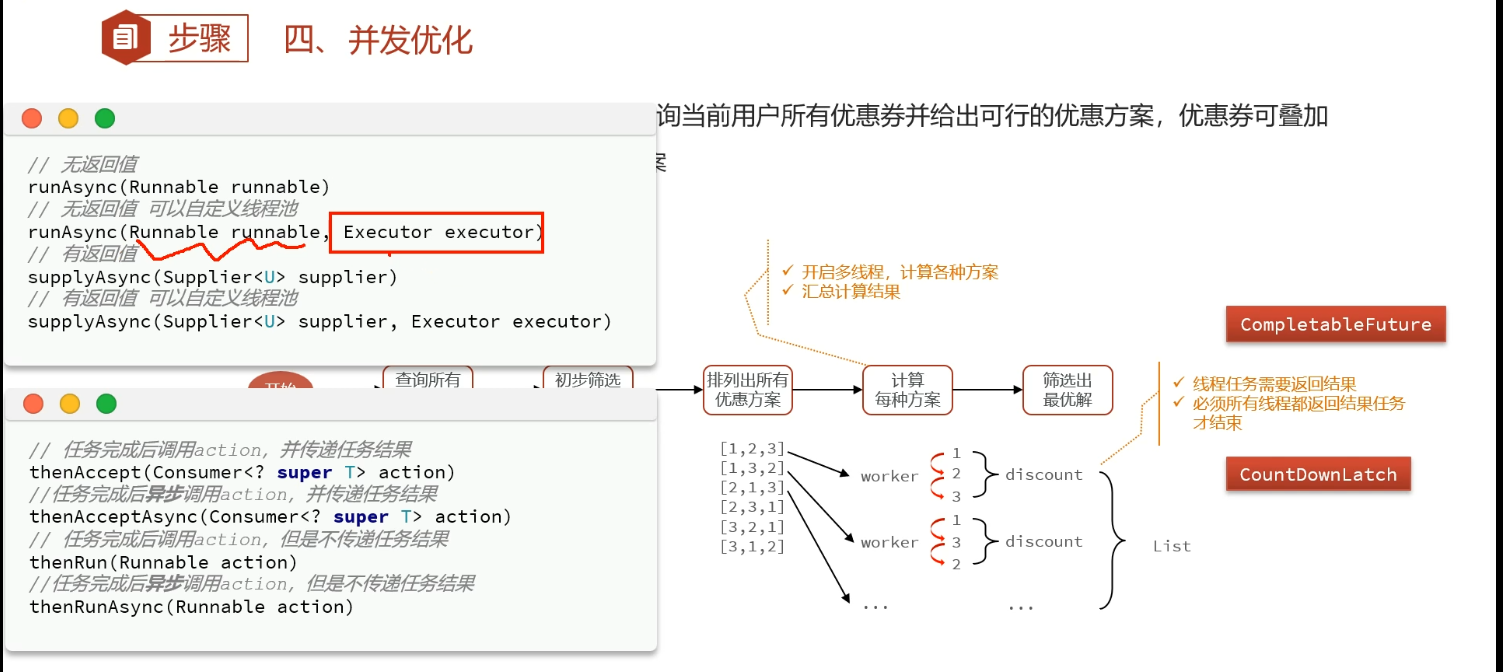 步骤
四、并发优化
询当前用户所有优惠券并给出可行的优惠方案，优惠券可叠加
案
// 无返回值
runAsync(Runnable runnable)
// 无返回值 可以自定义线程池
runAsync(Runnable runnable, Executor executor)
// 有返回值
supplyAsync(Supplier<U> supplier)
// 有返回值 可以自定义线程池
supplyAsync(Supplier<U> supplier, Executor executor)
// 任务完成后调用action，并传递任务结果
thenAccept(Consumer<? super T> action)
//任务完成后异步调用action，并传递任务结果
thenAcceptAsync(Consumer<? super T> action)
// 任务完成后调用action，但是不传递任务结果
thenRun(Runnable action)
//任务完成后异步调用action，但是不传递任务结果
thenRunAsync(Runnable action)
✓ 开启多线程，计算各种方案
✓ 汇总计算结果
CompletableFuture
开始
查询所有
初步筛选
排列出所有
优惠方案
计算
每种方案
筛选出
最优解
✓ 线程任务需要返回结果
✓ 必须所有线程都返回结果任务
才结束
CountDownLatch
[1,2,3]
[1,3,2]
[2,1,3]
[2,3,1]
[3,2,1]
[3,1,2]
worker
1
2
3
discount
worker
1
3
2
discount
...
...
List